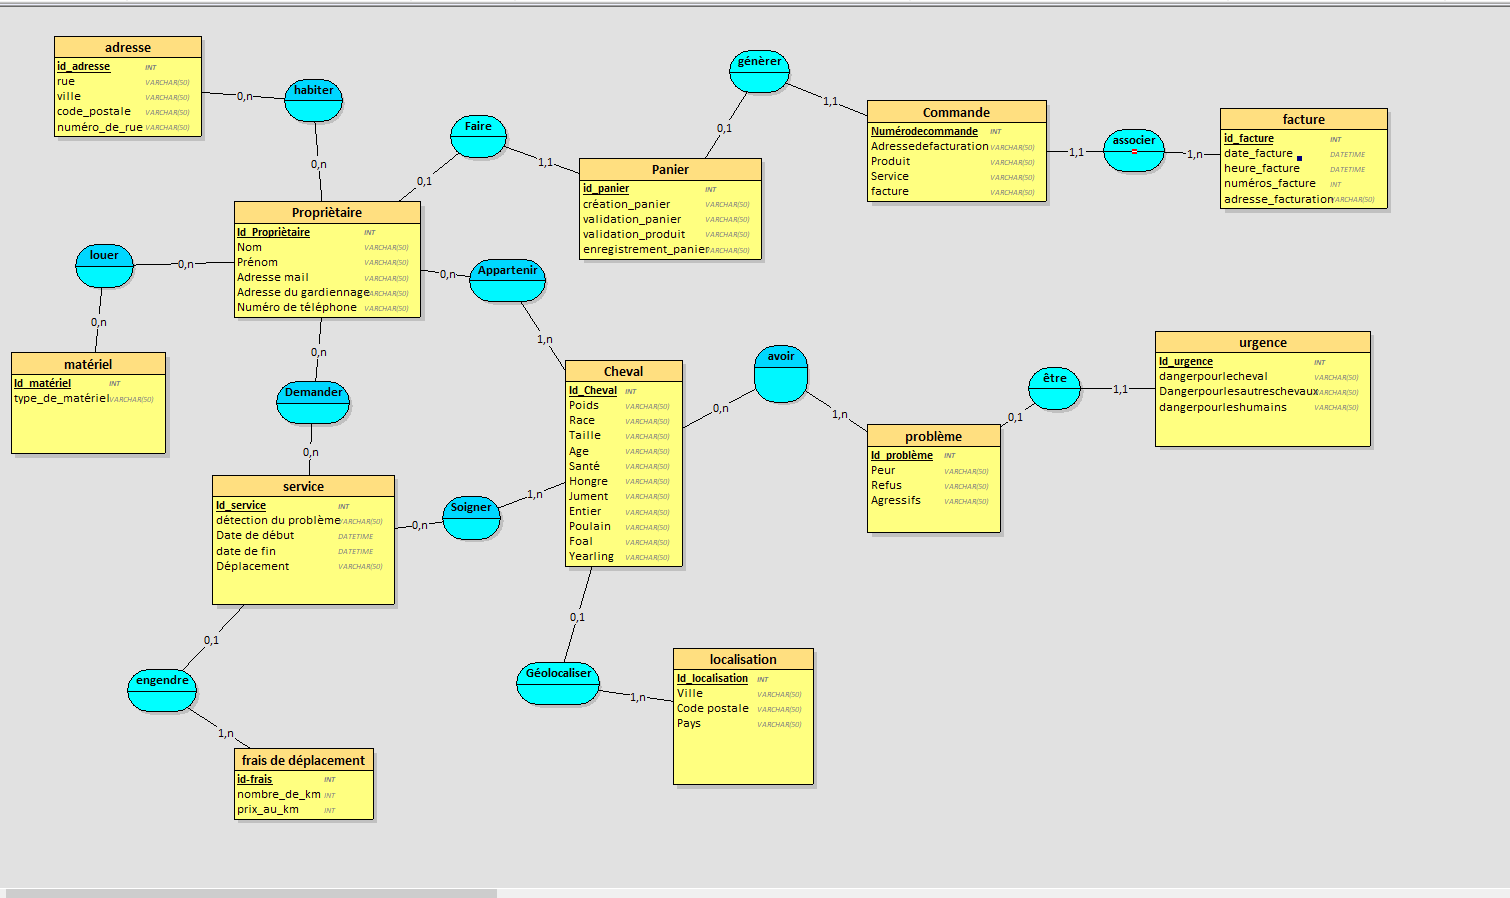 adresse
id_adresse INT
rue VARCHAR(50)
ville VARCHAR(50)
code_postale VARCHAR(50)
numéro_de_rue VARCHAR(50)
0,n
habiter
0,n
génèrer
0,1
1,1
Faire
0,1
1,1
Commande
Numérodecommande INT
Adressedefacturation VARCHAR(50)
Produit VARCHAR(50)
Service VARCHAR(50)
facture VARCHAR(50)
1,1
associer
1,n
facture
id_facture INT
date_facture DATETIME
heure_facture DATETIME
numéros_facture INT
adresse_facturation VARCHAR(50)
Panier
id_panier INT
création_panier VARCHAR(50)
validation_panier VARCHAR(50)
validation_produit VARCHAR(50)
enregistrement_panier VARCHAR(50)
Propriètaire
Id_Propriètaire INT
Nom VARCHAR(50)
Prénom VARCHAR(50)
Adresse mail VARCHAR(50)
Adresse du gardiennage VARCHAR(50)
Numéro de téléphone VARCHAR(50)
louer
0,n
0,n
0,n
Appartenir
1,n
matériel
Id_matériel INT
type_de_matériel VARCHAR(50)
0,n
Demander
0,n
Cheval
Id_Cheval INT
Poids VARCHAR(50)
Race VARCHAR(50)
Taille VARCHAR(50)
Age VARCHAR(50)
Santé VARCHAR(50)
Hongre VARCHAR(50)
Jument VARCHAR(50)
Entier VARCHAR(50)
Poulain VARCHAR(50)
Foal VARCHAR(50)
Yearling VARCHAR(50)
avoir
0,n
1,n
être
0,1
1,1
urgence
Id_urgence INT
dangerpourlecheval VARCHAR(50)
Dangerpourlesautreschevaux VARCHAR(50)
dangerpourleshumains VARCHAR(50)
problème
Id_problème INT
Peur VARCHAR(50)
Refus VARCHAR(50)
Agressifs VARCHAR(50)
service
Id_service INT
détection du problème VARCHAR(50)
Date de début DATETIME
date de fin DATETIME
Déplacement VARCHAR(50)
0,n
Soigner
1,n
0,1
engendre
1,n
0,1
Géolocaliser
1,n
localisation
Id_localisation INT
Ville VARCHAR(50)
Code postale VARCHAR(50)
Pays VARCHAR(50)
frais de déplacement
id-frais INT
nombre_de_km INT
prix_au_km INT